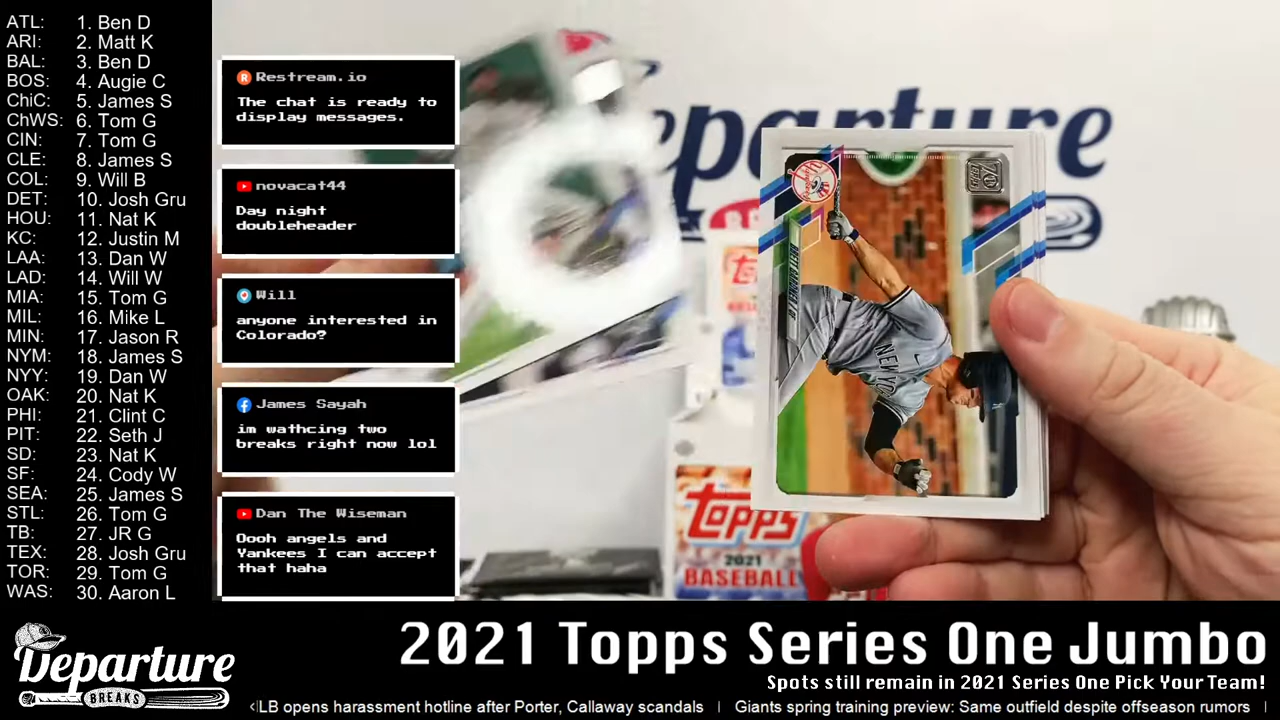 ATL: 1. Ben D
ARI: 2. Matt K
BAL: 3. Ben D
BOS: 4. Augie C
ChiC: 5. James S
ChWS: 6. Tom G
CIN: 7. Tom G
CLE: 8. James S
COL: 9. Will B
DET: 10. Josh Gru
HOU: 11. Nat K
KC: 12. Justin M
LAA: 13. Dan W
LAD: 14. Will W
MIA: 15. Tom G
MIL: 16. Mike L
MIN: 17. Jason R
NYM: 18. James S
NYY: 19. Dan W
OAK: 20. Nat K
PHI: 21. Clint C
PIT: 22. Seth J
SD: 23. Nat K
SF: 24. Cody W
SEA: 25. James S
STL: 26. Tom G
TB: 27. JR G
TEX: 28. Josh Gru
TOR: 29. Tom G
WAS: 30. Aaron L
Restream.io
The chat is ready to
display messages.
novacat44
Day night
doubleheader
Will
anyone interested in
Colorado?
James Sayah
im wathcing two
breaks right now lol
Dan The Wiseman
Oooh angels and
Yankees I can accept
that haha
Departure
NEW YO
TOPPS
2021
BASEBALL
Departure
BREAKS
2021 Topps Series One Jumbo
Spots still remain in 2021 Series One Pick Your Team!
LB opens harassment hotline after Porter, Callaway scandals | Giants spring training preview: Same outfield despite offseason rumors |